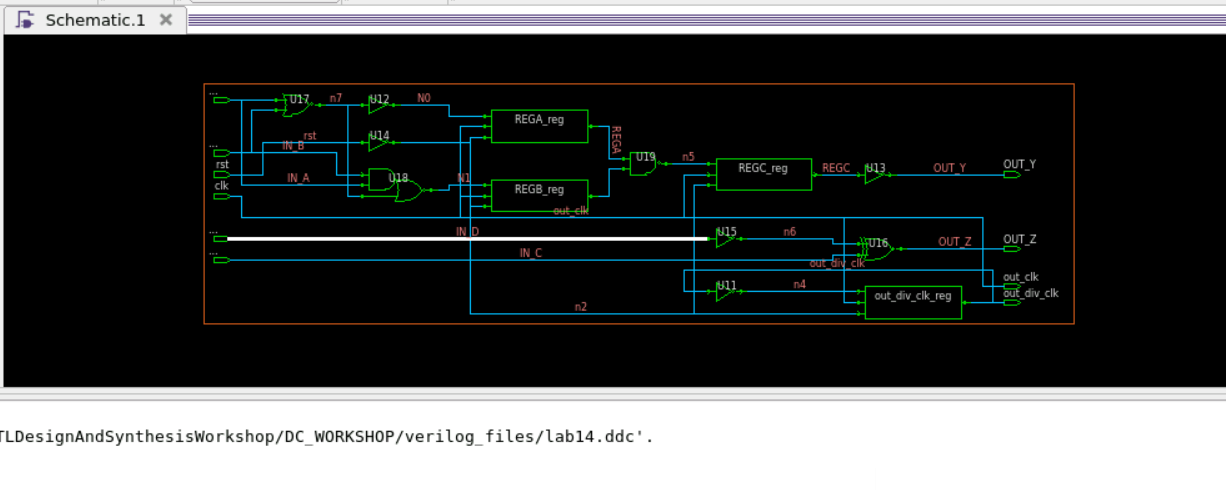 Schematic.1
...
U17
n7
U12
N0
REGA_reg
rst
U14
REGA
...
IN_B
U19
n5
OUT_Y
rst
REGC_reg
REGC
U13
OUT_Y
IN_A
U18
N1
clk
REGB_reg
out_clk
...
IN_D
U15
n6
OUT_Z
U16
OUT_Z
...
IN_C
out_div_clk
out_clk
U11
n4
out_div_clk_reg
out_div_clk
n2
TLDesignAndSynthesisWorkshop/DC_WORKSHOP/verilog_files/lab14.ddc'.